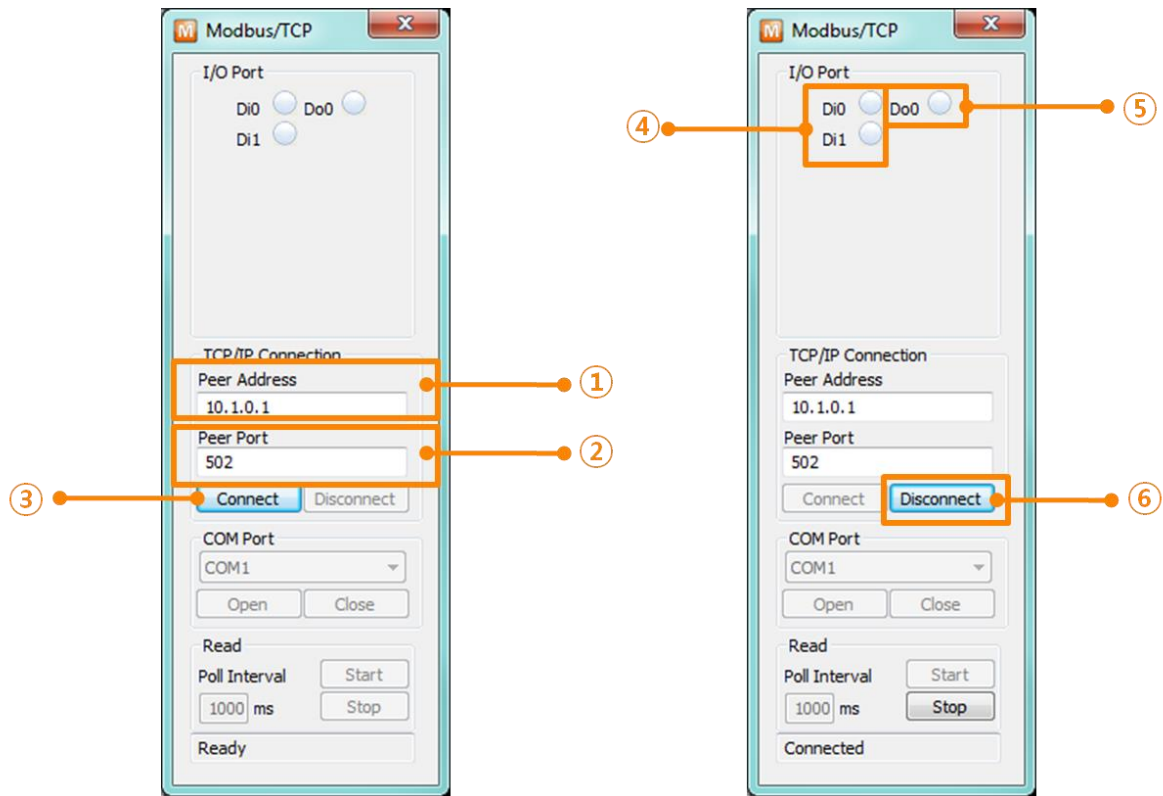 M Modbus/TCP X
I/O Port
Di0 Do0
Di1
TCP/IP Connection
Peer Address
10.1.0.1
①
Peer Port
502
②
③ Connect Disconnect
COM Port
COM1
Open Close
Read
Poll Interval Start
1000 ms Stop
Ready
M Modbus/TCP X
I/O Port
④ Di0 Do0 ⑤
Di1
TCP/IP Connection
Peer Address
10.1.0.1
Peer Port
502
Connect Disconnect ⑥
COM Port
COM1
Open Close
Read
Poll Interval Start
1000 ms Stop
Connected